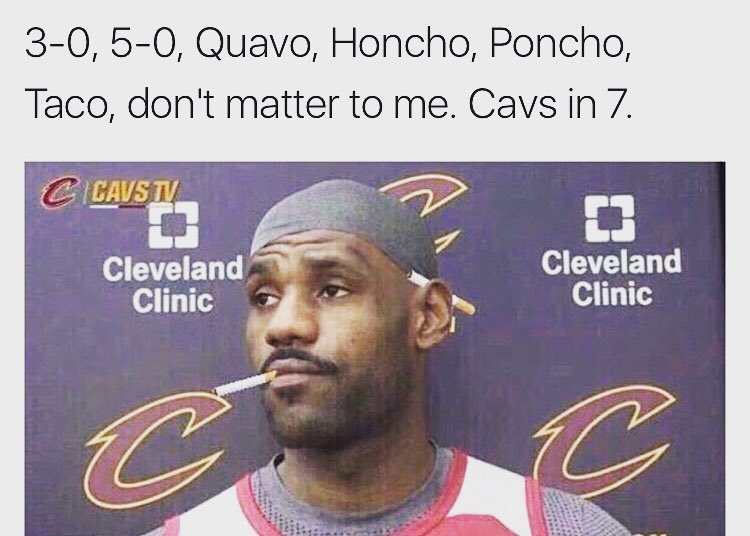 3-0, 5-0, Quavo, Honcho, Poncho,
Taco, don't matter to me. Cavs in 7.
C CAVS TV
Cleveland
Clinic
Cleveland
Clinic
C
C